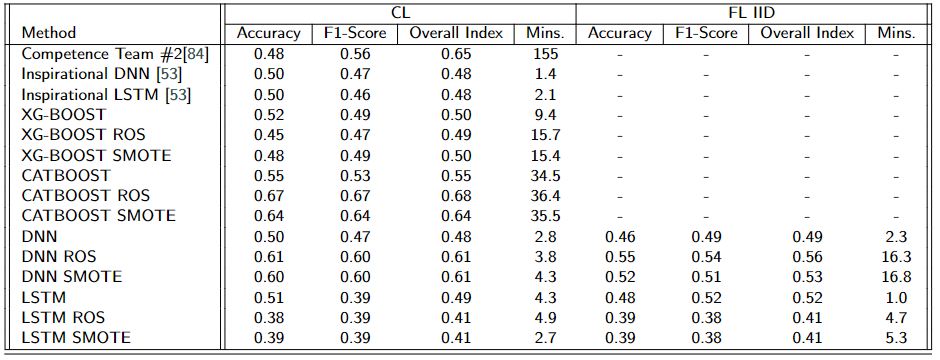 CL FL IID
Method Accuracy F1-Score Overall Index Mins. Accuracy F1-Score Overall Index Mins.
Competence Team #2[84] 0.48 0.56 0.65 155 – – – –
Inspirational DNN [53] 0.50 0.47 0.48 1.4 – – – –
Inspirational LSTM [53] 0.50 0.46 0.48 2.1 – – – –
XG-BOOST 0.52 0.49 0.50 9.4 – – – –
XG-BOOST ROS 0.45 0.47 0.49 15.7 – – – –
XG-BOOST SMOTE 0.48 0.49 0.50 15.4 – – – –
CATBOOST 0.55 0.53 0.55 34.5 – – – –
CATBOOST ROS 0.67 0.67 0.68 36.4 – – – –
CATBOOST SMOTE 0.64 0.64 0.64 35.5 – – – –
DNN 0.50 0.47 0.48 2.8 0.46 0.49 0.49 2.3
DNN ROS 0.61 0.60 0.61 3.8 0.55 0.54 0.56 16.3
DNN SMOTE 0.60 0.60 0.61 4.3 0.52 0.51 0.53 16.8
LSTM 0.51 0.39 0.49 4.3 0.48 0.52 0.52 1.0
LSTM ROS 0.38 0.39 0.41 4.9 0.39 0.38 0.41 4.7
LSTM SMOTE 0.39 0.39 0.41 2.7 0.39 0.38 0.41 5.3